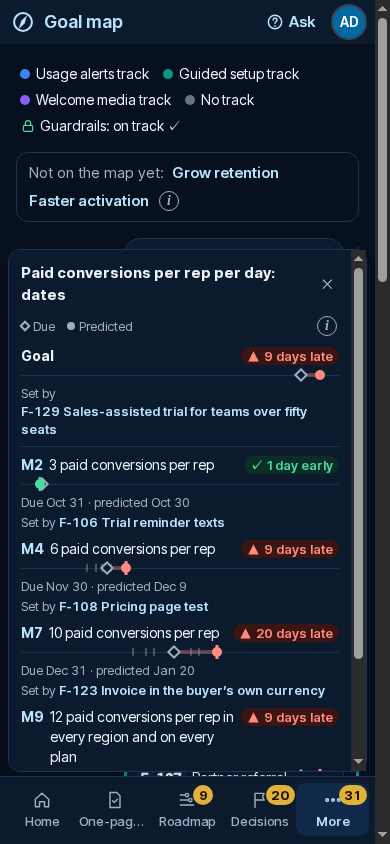 Goal map
Ask
AD
Usage alerts track
Guided setup track
Welcome media track
No track
Guardrails: on track ✓
Not on the map yet: Grow retention
Faster activation
i
Paid conversions per rep per day:
dates
×
Due
Predicted
i
Goal
▲ 9 days late
Set by
F-129 Sales-assisted trial for teams over fifty
seats
M2 3 paid conversions per rep
✓ 1 day early
Due Oct 31 · predicted Oct 30
Set by F-106 Trial reminder texts
M4 6 paid conversions per rep
▲ 9 days late
Due Nov 30 · predicted Dec 9
Set by F-108 Pricing page test
M7 10 paid conversions per rep
▲ 20 days late
Due Dec 31 · predicted Jan 20
Set by F-123 Invoice in the buyer's own currency
M9 12 paid conversions per rep in
▲ 9 days late
every region and on every
plan
F-107 Partner referral
9
20
31
Home
One-pag…
Roadmap
Decisions
More